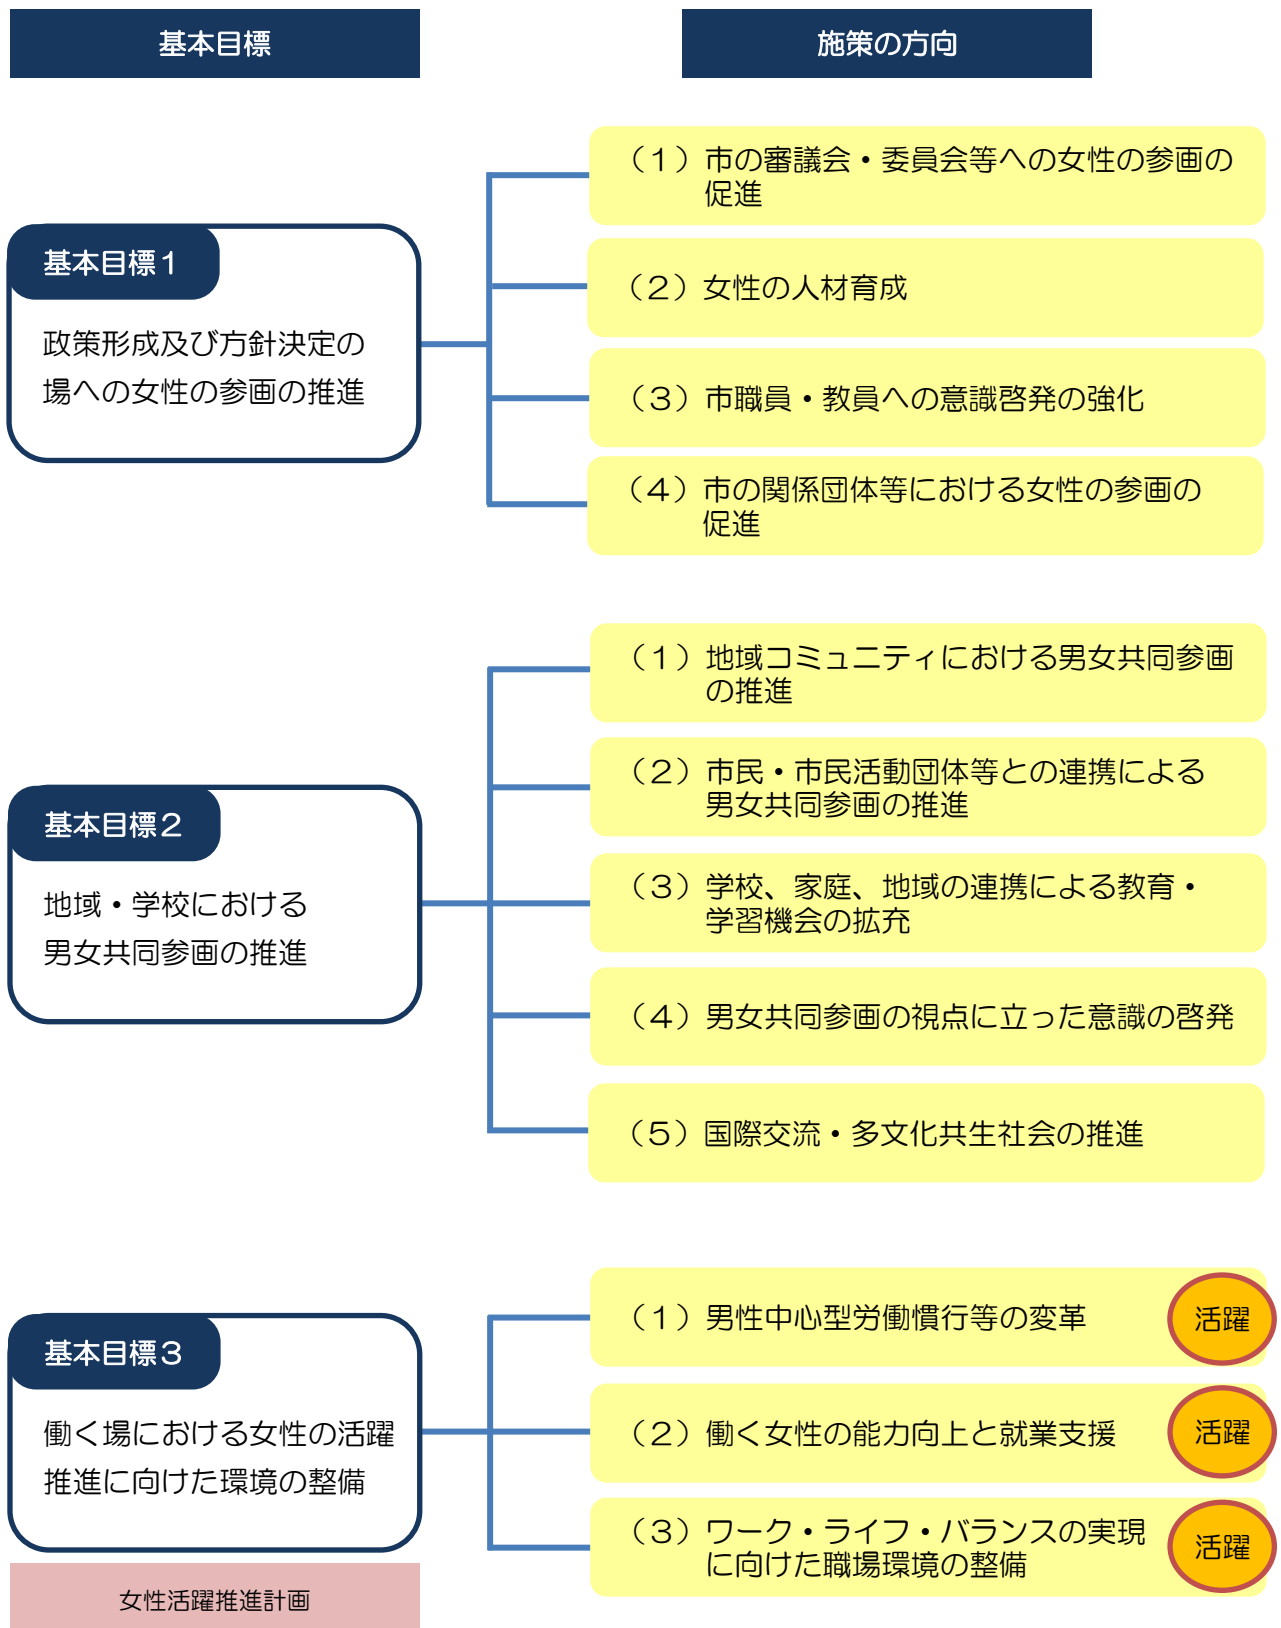 基本目標
施策の方向
基本目標１
政策形成及び方針決定の
場への女性の参画の推進
（１）市の審議会・委員会等への女性の参画の
促進
（２）女性の人材育成
（３）市職員・教員への意識啓発の強化
（４）市の関係団体等における女性の参画の
促進
基本目標２
地域・学校における
男女共同参画の推進
（１）地域コミュニティにおける男女共同参画
の推進
（２）市民・市民活動団体等との連携による
男女共同参画の推進
（３）学校、家庭、地域の連携による教育・
学習機会の拡充
（４）男女共同参画の視点に立った意識の啓発
（５）国際交流・多文化共生社会の推進
基本目標３
働く場における女性の活躍
推進に向けた環境の整備
女性活躍推進計画
（１）男性中心型労働慣行等の変革
活躍
（２）働く女性の能力向上と就業支援
活躍
（３）ワーク・ライフ・バランスの実現
に向けた職場環境の整備
活躍